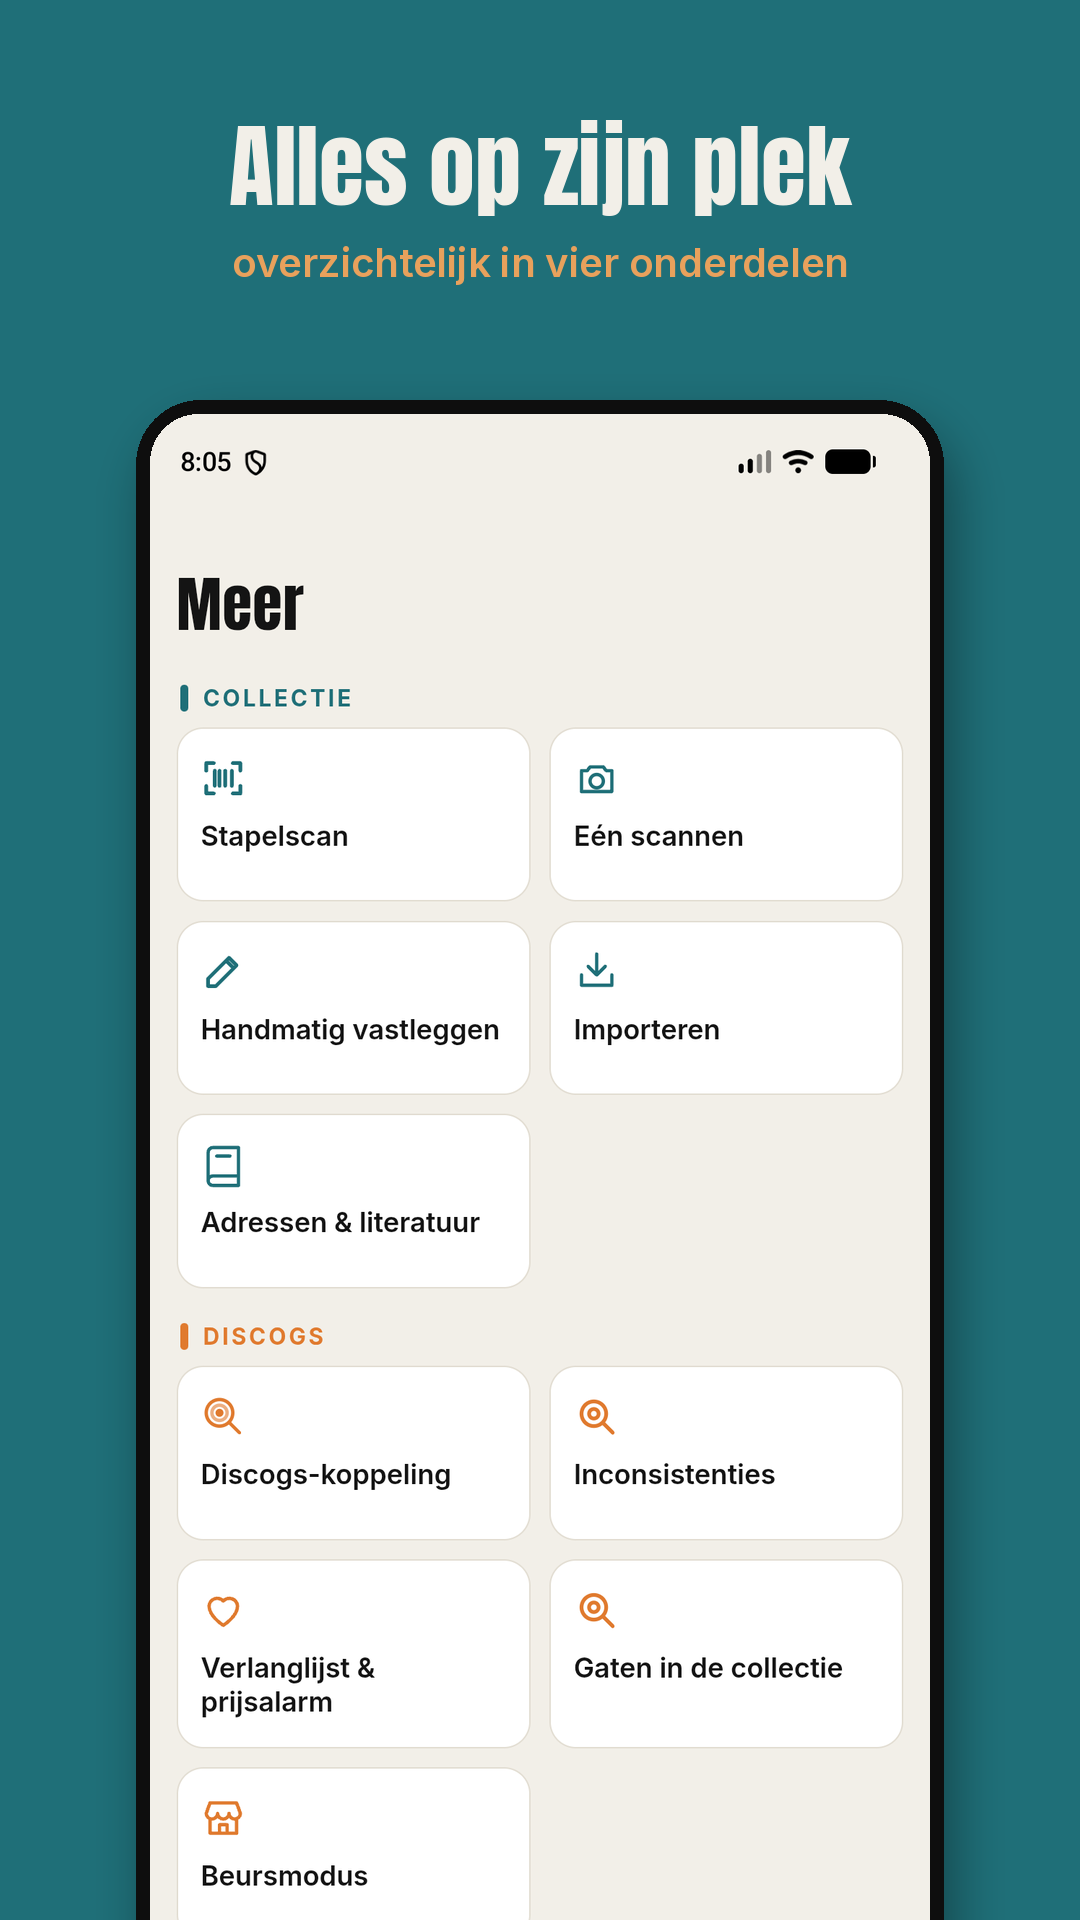 Alles op zijn plek
overzichtelijk in vier onderdelen
8:05
Meer
COLLECTIE
Stapelscan
Eén scannen
Handmatig vastleggen
Importeren
Adressen & literatuur
DISCOGS
Discogs-koppeling
Inconsistenties
Verlanglijst &
prijsalarm
Gaten in de collectie
Beursmodus